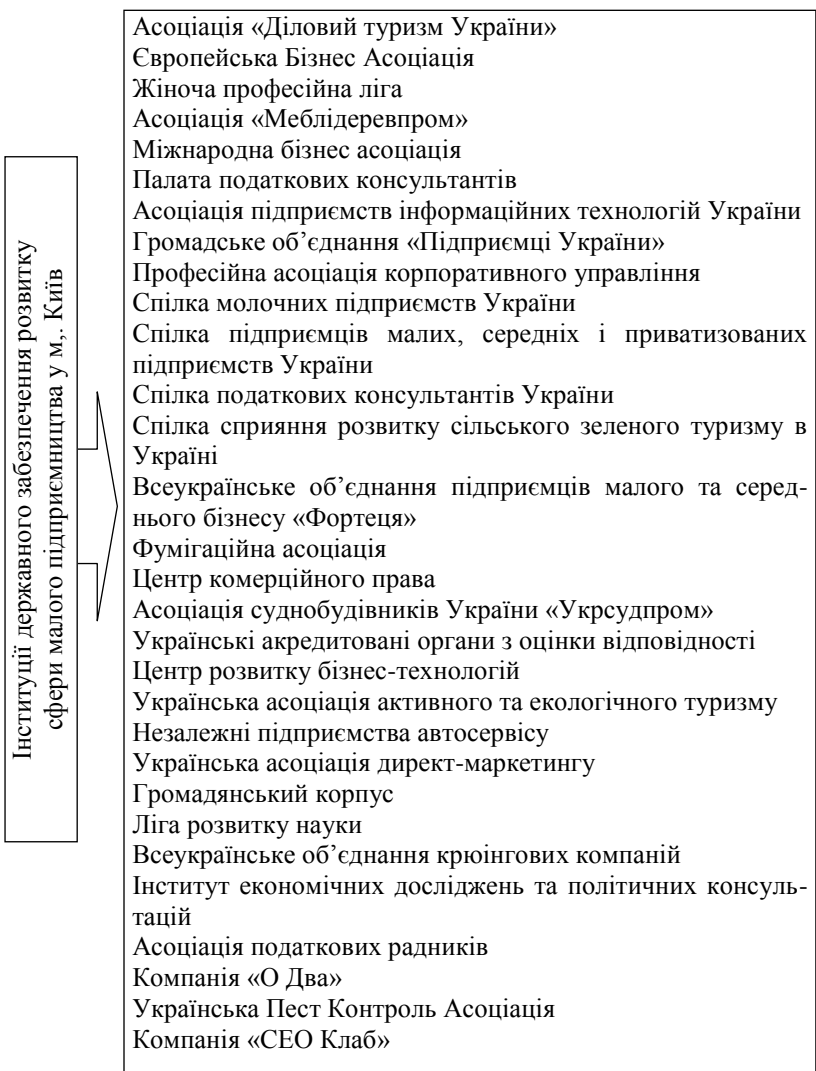 Інституції державного забезпечення розвитку
сфери малого підприємництва у м,. Київ
Асоціація «Діловий туризм України»
Європейська Бізнес Асоціація
Жіноча професійна ліга
Асоціація «Меблідеревпром»
Міжнародна бізнес асоціація
Палата податкових консультантів
Асоціація підприємств інформаційних технологій України
Громадське об’єднання «Підприємці України»
Професійна асоціація корпоративного управління
Спілка молочних підприємств України
Спілка підприємців малих, середніх і приватизованих
підприємств України
Спілка податкових консультантів України
Спілка сприяння розвитку сільського зеленого туризму в
Україні
Всеукраїнське об’єднання підприємців малого та серед-
нього бізнесу «Фортеця»
Фумігаційна асоціація
Центр комерційного права
Асоціація суднобудівників України «Укрсудпром»
Українські акредитовані органи з оцінки відповідності
Центр розвитку бізнес-технологій
Українська асоціація активного та екологічного туризму
Незалежні підприємства автосервісу
Українська асоціація директ-маркетингу
Громадянський корпус
Ліга розвитку науки
Всеукраїнське об’єднання крюінгових компаній
Інститут економічних досліджень та політичних консуль-
тацій
Асоціація податкових радників
Компанія «О Два»
Українська Пест Контроль Асоціація
Компанія «СЕО Клаб»